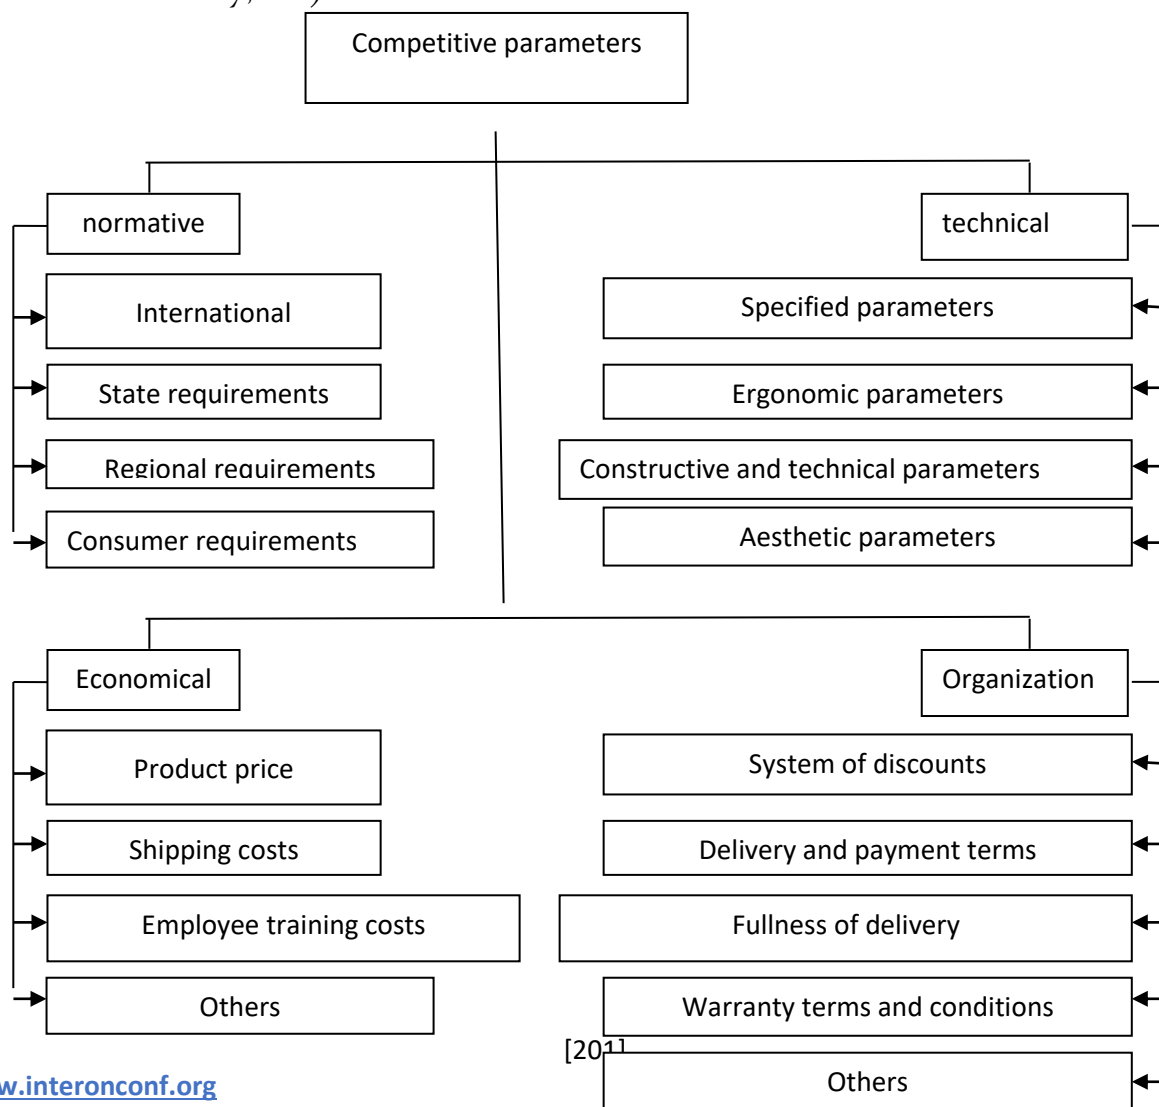 Competitive parameters
normative
technical
International
Specified parameters
State requirements
Ergonomic parameters
Regional requirements
Constructive and technical parameters
Consumer requirements
Aesthetic parameters
Economical
Organization
Product price
System of discounts
Shipping costs
Delivery and payment terms
Employee training costs
Fullness of delivery
Others
Warranty terms and conditions
[201]
w.interonconf.org
Others